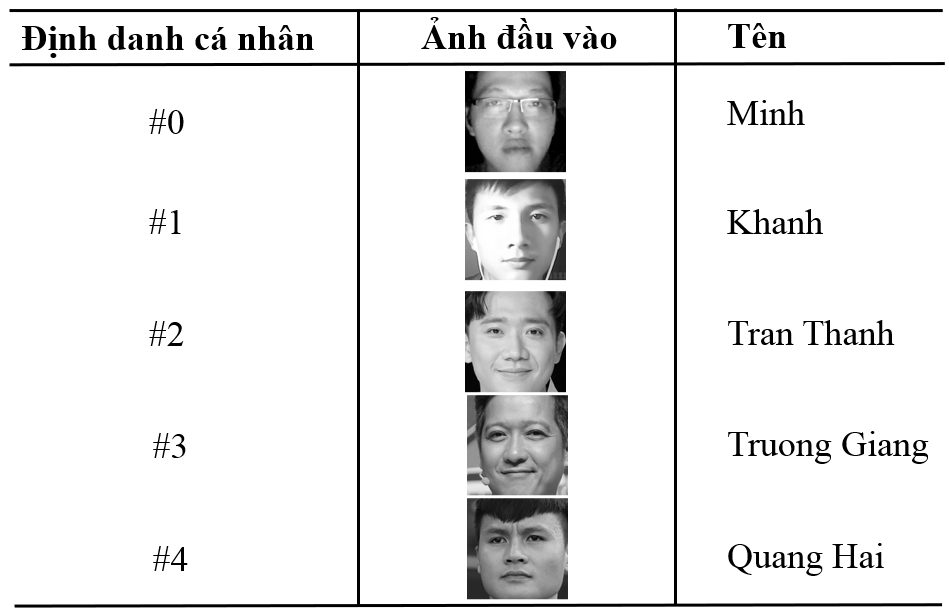 Định danh cá nhân Ảnh đầu vào Tên
#0 Minh
#1 Khanh
#2 Tran Thanh
#3 Truong Giang
#4 Quang Hai